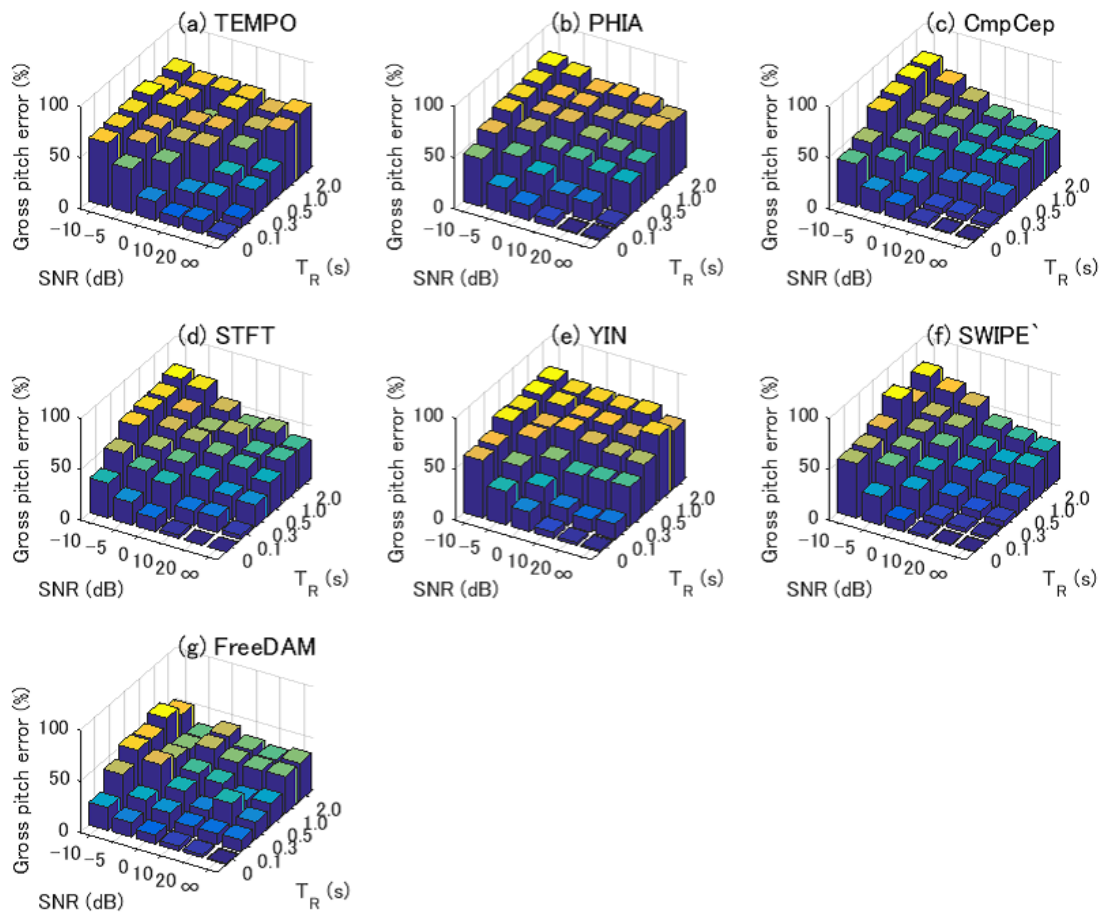 (a) TEMPO
Gross pitch error (%)
100
50
0
-10 -5 0 10 20 ∞
SNR (dB)
0 0.1 0.3 0.5 1.0 2.0
T_R (s)
(b) PHIA
Gross pitch error (%)
100
50
0
-10 -5 0 10 20 ∞
SNR (dB)
0 0.1 0.3 0.5 1.0 2.0
T_R (s)
(c) CmpCep
Gross pitch error (%)
100
50
0
-10 -5 0 10 20 ∞
SNR (dB)
0 0.1 0.3 0.5 1.0 2.0
T_R (s)
(d) STFT
Gross pitch error (%)
100
50
0
-10 -5 0 10 20 ∞
SNR (dB)
0 0.1 0.3 0.5 1.0 2.0
T_R (s)
(e) YIN
Gross pitch error (%)
100
50
0
-10 -5 0 10 20 ∞
SNR (dB)
0 0.1 0.3 0.5 1.0 2.0
T_R (s)
(f) SWIPE`
Gross pitch error (%)
100
50
0
-10 -5 0 10 20 ∞
SNR (dB)
0 0.1 0.3 0.5 1.0 2.0
T_R (s)
(g) FreeDAM
Gross pitch error (%)
100
50
0
-10 -5 0 10 20 ∞
SNR (dB)
0 0.1 0.3 0.5 1.0 2.0
T_R (s)